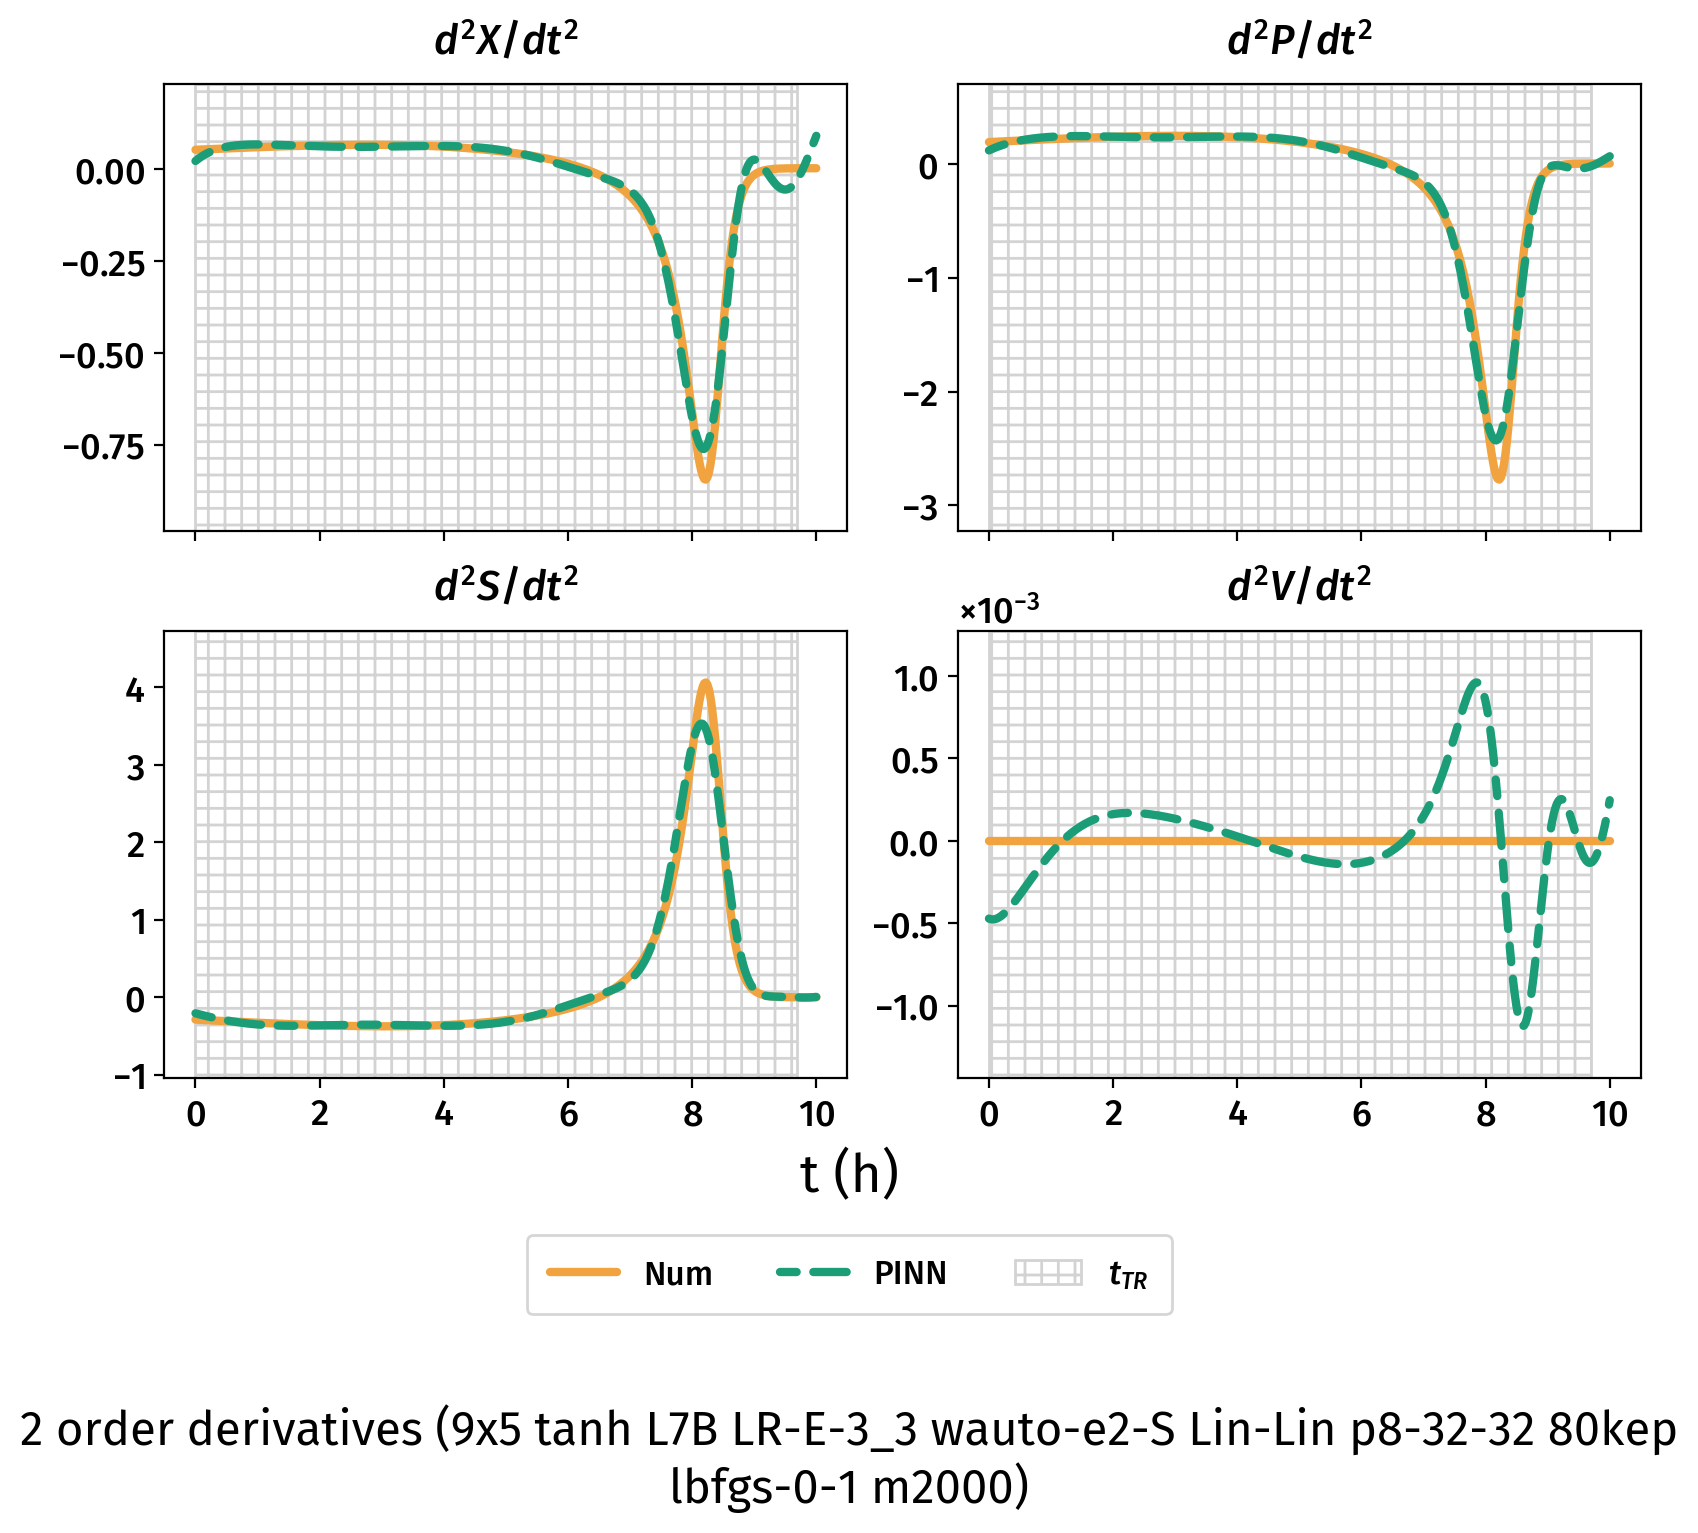 d²X/dt²
d²P/dt²
0.00
−0.25
−0.50
−0.75
0
−1
−2
−3
d²S/dt²
d²V/dt²
×10⁻³
4
3
2
1
0
−1
1.0
0.5
0.0
−0.5
−1.0
0 2 4 6 8 10
0 2 4 6 8 10
t (h)
Num PINN t_TR
2 order derivatives (9x5 tanh L7B LR-E-3_3 wauto-e2-S Lin-Lin p8-32-32 80kep
lbfgs-0-1 m2000)